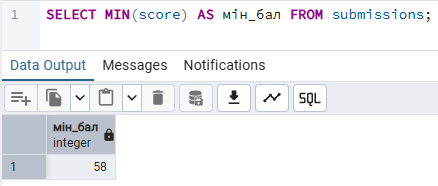 1 SELECT MIN(score) AS мін_бал FROM submissions;
Data Output Messages Notifications
SQL
мін_бал
integer
1 58